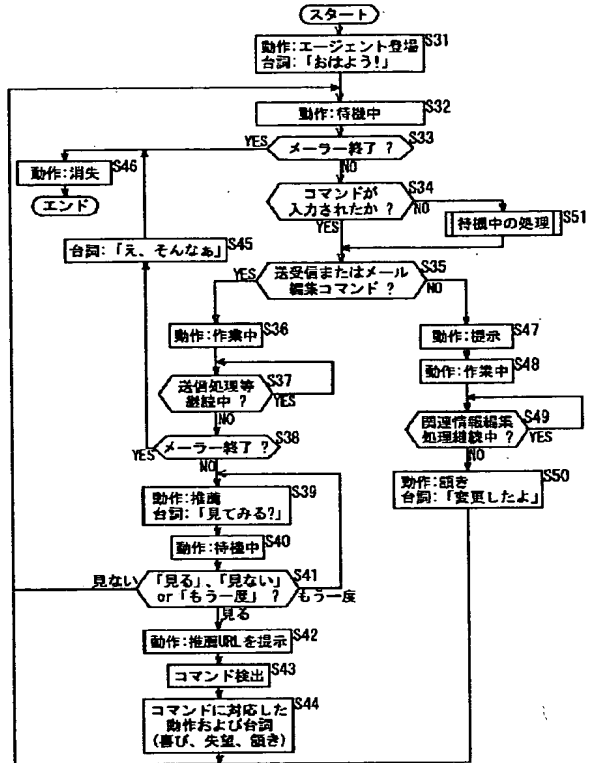 スタート
S31
動作:エージェント登場
台詞:「おはよう!」
S32
動作:待機中
S33
メーラー終了 ?
YES
NO
S46
動作:消失
エンド
S34
コマンドが
入力されたか ?
NO
YES
S51
待機中の処理
S45
台詞:「え、そんなぁ」
S35
送受信またはメール
編集コマンド ?
YES
NO
S36
動作:作業中
S47
動作:提示
S37
送信処理等
継続中 ?
YES
NO
S48
動作:作業中
S38
メーラー終了 ?
YES
NO
S49
関連情報編集
処理継続中 ?
YES
NO
S39
動作:推薦
台詞:「見てみる?」
S50
動作:頷き
台詞:「変更したよ」
S40
動作:待機中
S41
「見る」、「見ない」
or「もう一度」 ?
見ない
もう一度
見る
S42
動作:推薦URLを提示
S43
コマンド検出
S44
コマンドに対応した
動作および台詞
(喜び、失望、頷き)